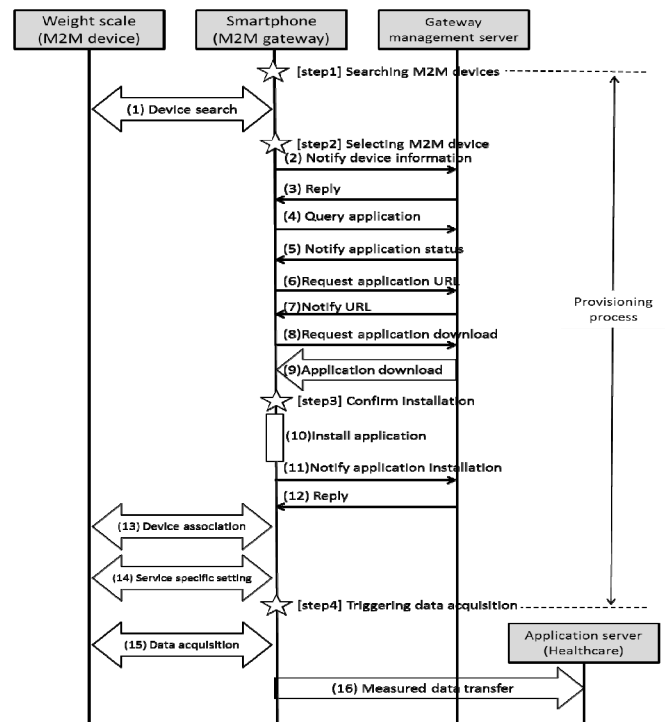 Weight scale
(M2M device)
Smartphone
(M2M gateway)
Gateway
management server
[step1] Searching M2M devices
(1) Device search
[step2] Selecting M2M device
(2) Notify device information
(3) Reply
(4) Query application
(5) Notify application status
(6)Request application URL
(7)Notify URL
(8)Request application download
(9)Application download
[step3] Confirm Installation
(10)Install application
(11)Notify application Installation
(12) Reply
(13) Device association
(14) Service specific setting
[step4] Triggering data acquisition
(15) Data acquisition
(16) Measured data transfer
Provisioning
process
Application server
(Healthcare)